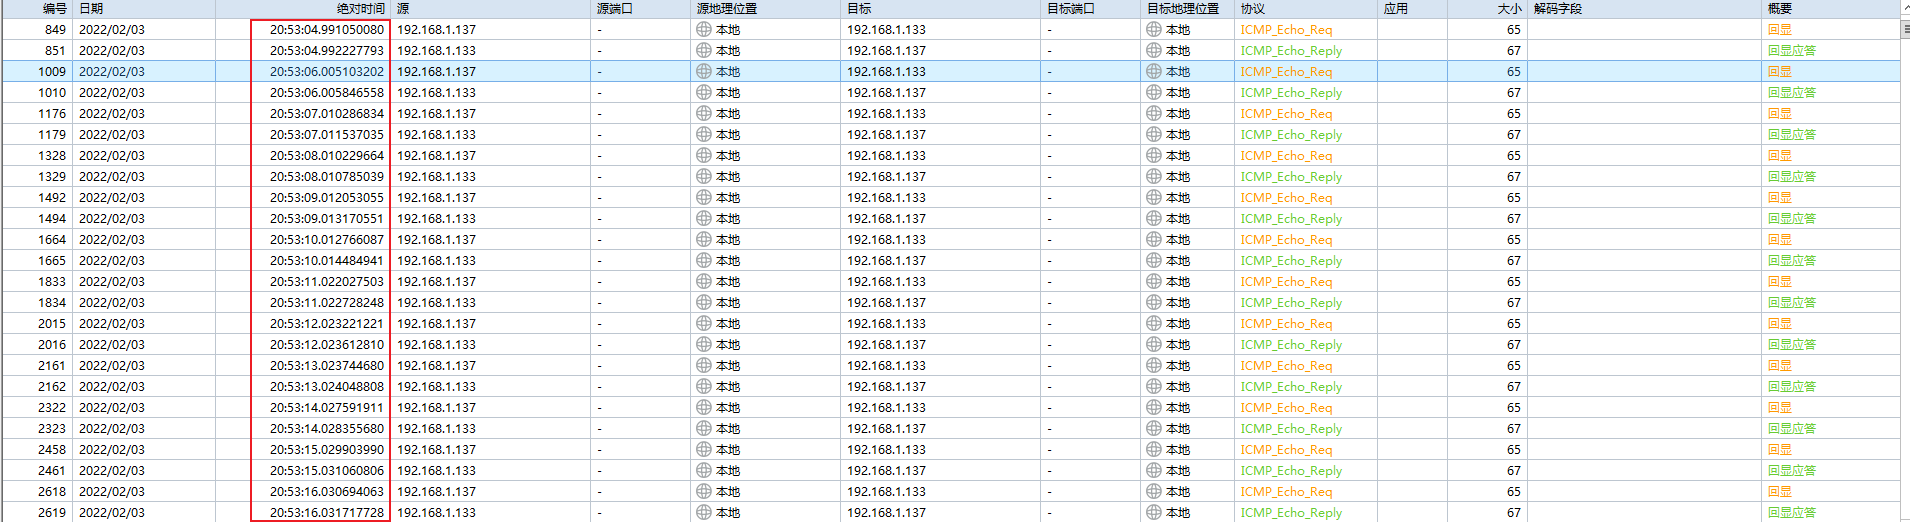 编号 日期 绝对时间 源 源端口 源地理位置 目标 目标端口 目标地理位置 协议 应用 大小 解码字段 概要
849 2022/02/03 20:53:04.991050080 192.168.1.137 - 本地 192.168.1.133 - 本地 ICMP_Echo_Req 65 回显
851 2022/02/03 20:53:04.992227793 192.168.1.133 - 本地 192.168.1.137 - 本地 ICMP_Echo_Reply 67 回显应答
1009 2022/02/03 20:53:06.005103202 192.168.1.137 - 本地 192.168.1.133 - 本地 ICMP_Echo_Req 65 回显
1010 2022/02/03 20:53:06.005846558 192.168.1.133 - 本地 192.168.1.137 - 本地 ICMP_Echo_Reply 67 回显应答
1176 2022/02/03 20:53:07.010286834 192.168.1.137 - 本地 192.168.1.133 - 本地 ICMP_Echo_Req 65 回显
1179 2022/02/03 20:53:07.011537035 192.168.1.133 - 本地 192.168.1.137 - 本地 ICMP_Echo_Reply 67 回显应答
1328 2022/02/03 20:53:08.010229664 192.168.1.137 - 本地 192.168.1.133 - 本地 ICMP_Echo_Req 65 回显
1329 2022/02/03 20:53:08.010785039 192.168.1.133 - 本地 192.168.1.137 - 本地 ICMP_Echo_Reply 67 回显应答
1492 2022/02/03 20:53:09.012053055 192.168.1.137 - 本地 192.168.1.133 - 本地 ICMP_Echo_Req 65 回显
1494 2022/02/03 20:53:09.013170551 192.168.1.133 - 本地 192.168.1.137 - 本地 ICMP_Echo_Reply 67 回显应答
1664 2022/02/03 20:53:10.012766087 192.168.1.137 - 本地 192.168.1.133 - 本地 ICMP_Echo_Req 65 回显
1665 2022/02/03 20:53:10.014484941 192.168.1.133 - 本地 192.168.1.137 - 本地 ICMP_Echo_Reply 67 回显应答
1833 2022/02/03 20:53:11.022027503 192.168.1.137 - 本地 192.168.1.133 - 本地 ICMP_Echo_Req 65 回显
1834 2022/02/03 20:53:11.022728248 192.168.1.133 - 本地 192.168.1.137 - 本地 ICMP_Echo_Reply 67 回显应答
2015 2022/02/03 20:53:12.023221221 192.168.1.137 - 本地 192.168.1.133 - 本地 ICMP_Echo_Req 65 回显
2016 2022/02/03 20:53:12.023612810 192.168.1.133 - 本地 192.168.1.137 - 本地 ICMP_Echo_Reply 67 回显应答
2161 2022/02/03 20:53:13.023744680 192.168.1.137 - 本地 192.168.1.133 - 本地 ICMP_Echo_Req 65 回显
2162 2022/02/03 20:53:13.024048808 192.168.1.133 - 本地 192.168.1.137 - 本地 ICMP_Echo_Reply 67 回显应答
2322 2022/02/03 20:53:14.027591911 192.168.1.137 - 本地 192.168.1.133 - 本地 ICMP_Echo_Req 65 回显
2323 2022/02/03 20:53:14.028355680 192.168.1.133 - 本地 192.168.1.137 - 本地 ICMP_Echo_Reply 67 回显应答
2458 2022/02/03 20:53:15.029903990 192.168.1.137 - 本地 192.168.1.133 - 本地 ICMP_Echo_Req 65 回显
2461 2022/02/03 20:53:15.031060806 192.168.1.133 - 本地 192.168.1.137 - 本地 ICMP_Echo_Reply 67 回显应答
2618 2022/02/03 20:53:16.030694063 192.168.1.137 - 本地 192.168.1.133 - 本地 ICMP_Echo_Req 65 回显
2619 2022/02/03 20:53:16.031717728 192.168.1.133 - 本地 192.168.1.137 - 本地 ICMP_Echo_Reply 67 回显应答